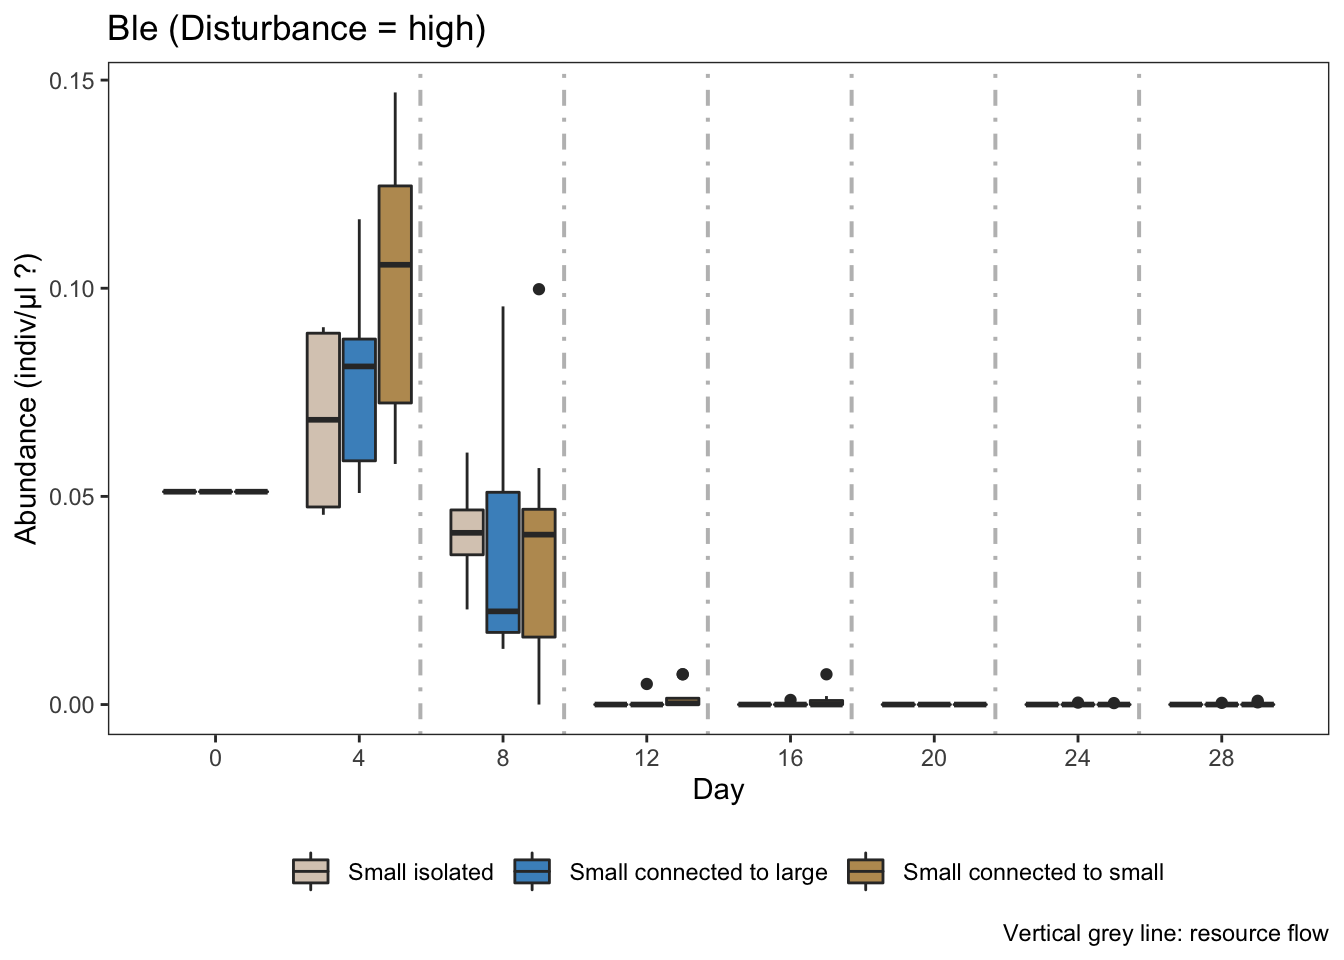 Ble (Disturbance = high)
0.15
0.10
0.05
0.00
Abundance (indiv/μl ?)
0 4 8 12 16 20 24 28
Day
Small isolated Small connected to large Small connected to small
Vertical grey line: resource flow